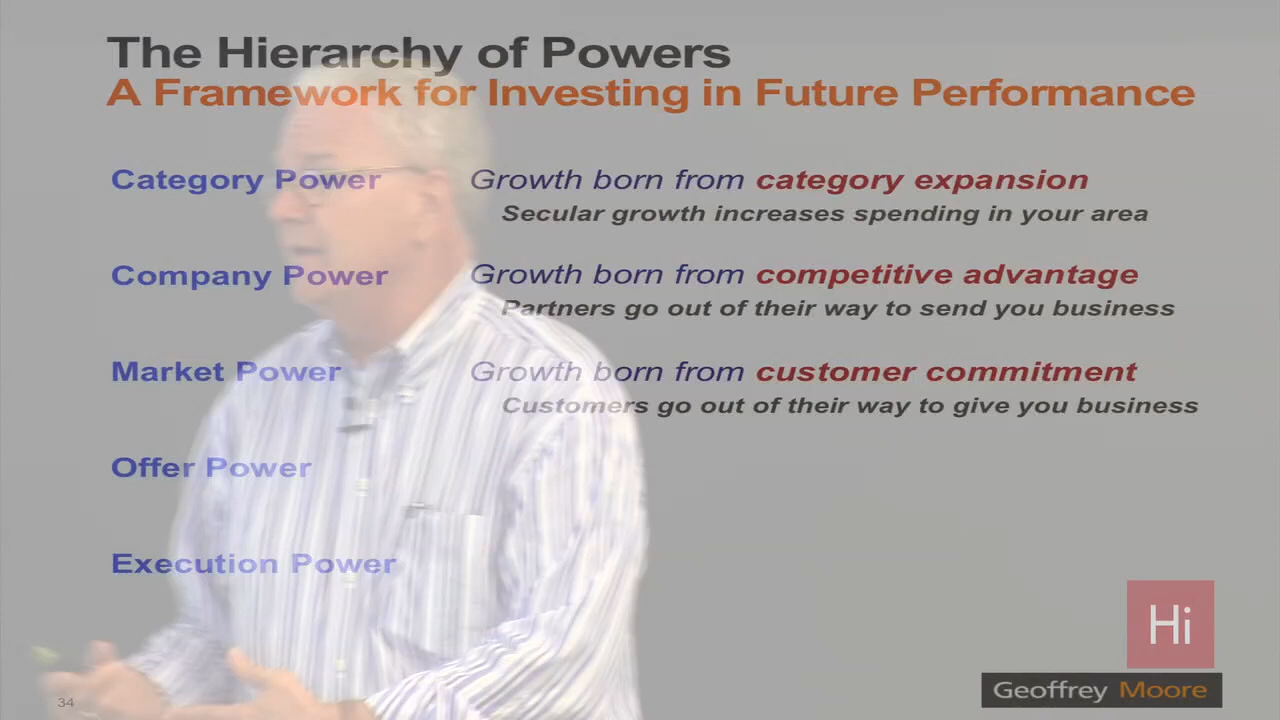 The Hierarchy of Powers
A Framework for Investing in Future Performance
Category Power Growth born from category expansion
Secular growth increases spending in your area
Company Power Growth born from competitive advantage
Partners go out of their way to send you business
Market Power Growth born from customer commitment
Customers go out of their way to give you business
Offer Power
Execution Power
Hi
Geoffrey Moore
34